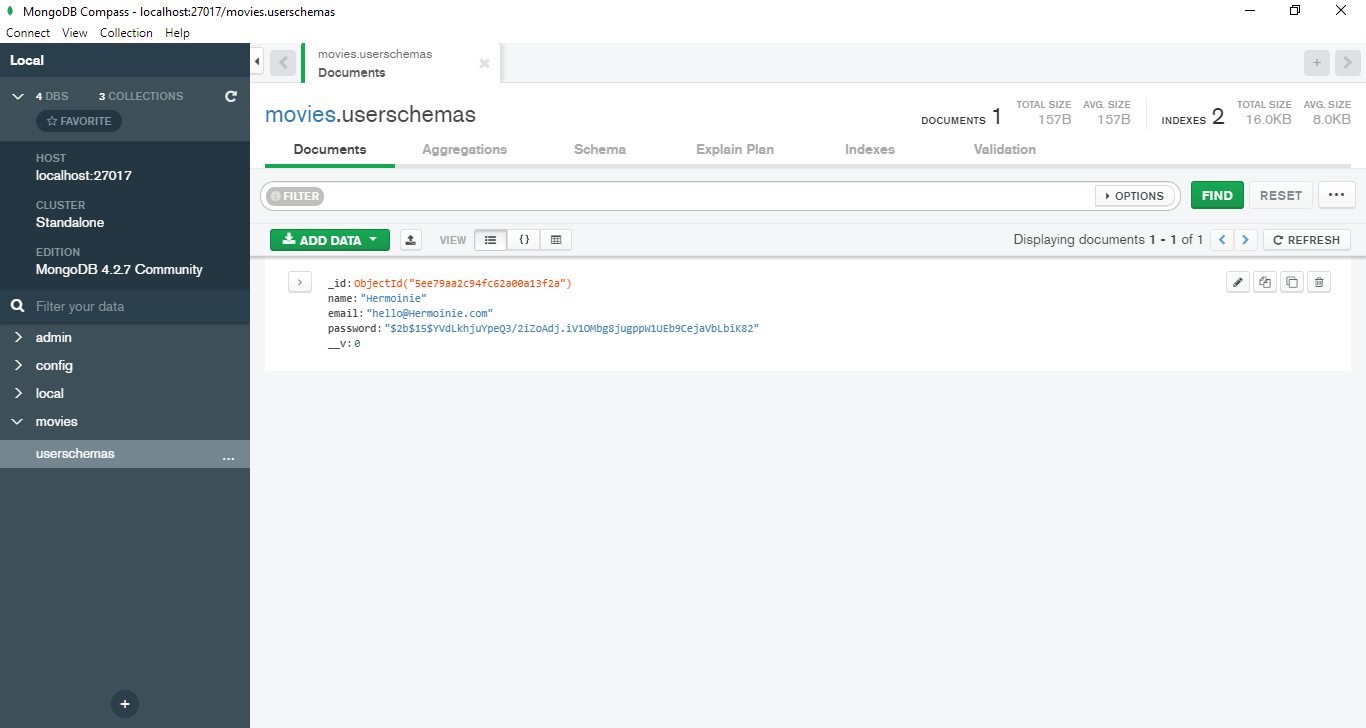 MongoDB Compass - localhost:27017/movies.userschemas
Connect View Collection Help
Local
4 DBS 3 COLLECTIONS
FAVORITE
HOST
localhost:27017
CLUSTER
Standalone
EDITION
MongoDB 4.2.7 Community
Filter your data
admin
config
local
movies
userschemas ...
+
movies.userschemas
Documents
movies.userschemas
DOCUMENTS 1 TOTAL SIZE 157B AVG. SIZE 157B INDEXES 2 TOTAL SIZE 16.0KB AVG. SIZE 8.0KB
Documents Aggregations Schema Explain Plan Indexes Validation
FILTER OPTIONS FIND RESET ...
ADD DATA VIEW {} Displaying documents 1 - 1 of 1 REFRESH
_id: ObjectId("5ee79aa2c94fc62a00a13f2a")
name: "Hermoinie"
email: "hello@Hermoinie.com"
password: "$2b$15$YVdLkhjuYpeQ3/2iZoAdj.iV1OMbg8jugppW1UEb9CejaVbLbiK82"
__v: 0